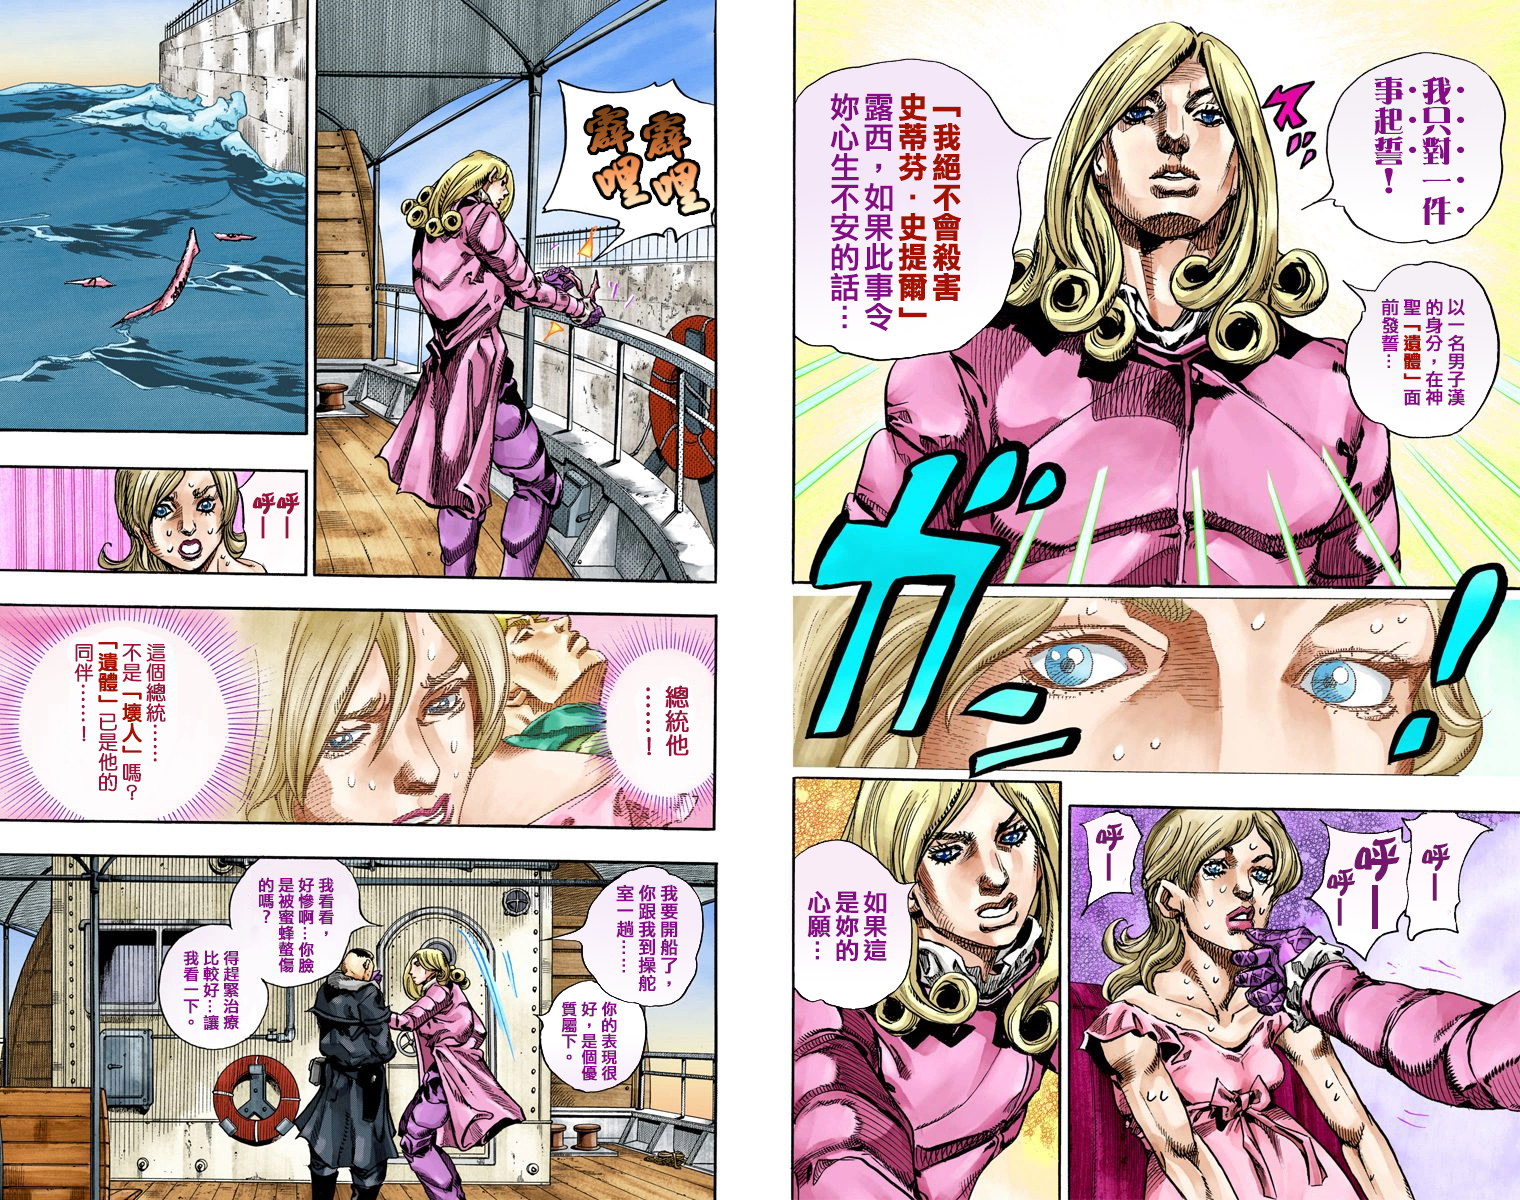 我只對一件
事起誓！
以一名男子漢
的身分，在神
聖「遺體」面
前發誓…
ス
「我絕不會殺害
史蒂芬．史提爾」
露西，如果此事令
妳心生不安的話…
ガシーン！
呼—
呼—
呼—
呼—
如果這
是妳的
心願…
霹哩
霹哩
呼—
呼—
總統他
……！
這個總統……
不是「壞人」嗎？
「遺體」已是他的
同伴……！
我要開船了，
你跟我到操舵
室一趟……
你的表現很
好，是個優
質屬下。
我看看，
好慘啊…你臉
是被蜜蜂螫傷
的嗎？
得趕緊治療
比較好…讓
我看一下。